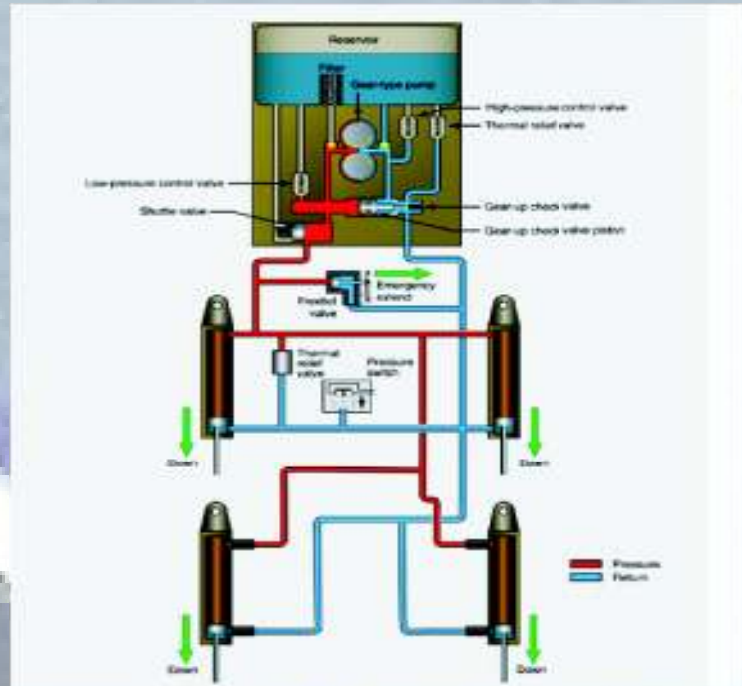 Reservoir
Filter
Gear-type pump
High-pressure control valve
Thermal relief valve
Low-pressure control valve
Shuttle valve
Gear-up check valve
Gear-up check valve piston
Emergency
extend
Freefall
valve
Thermal
relief
valve
Pressure
switch
Down
Down
Pressure
Return
Down
Down